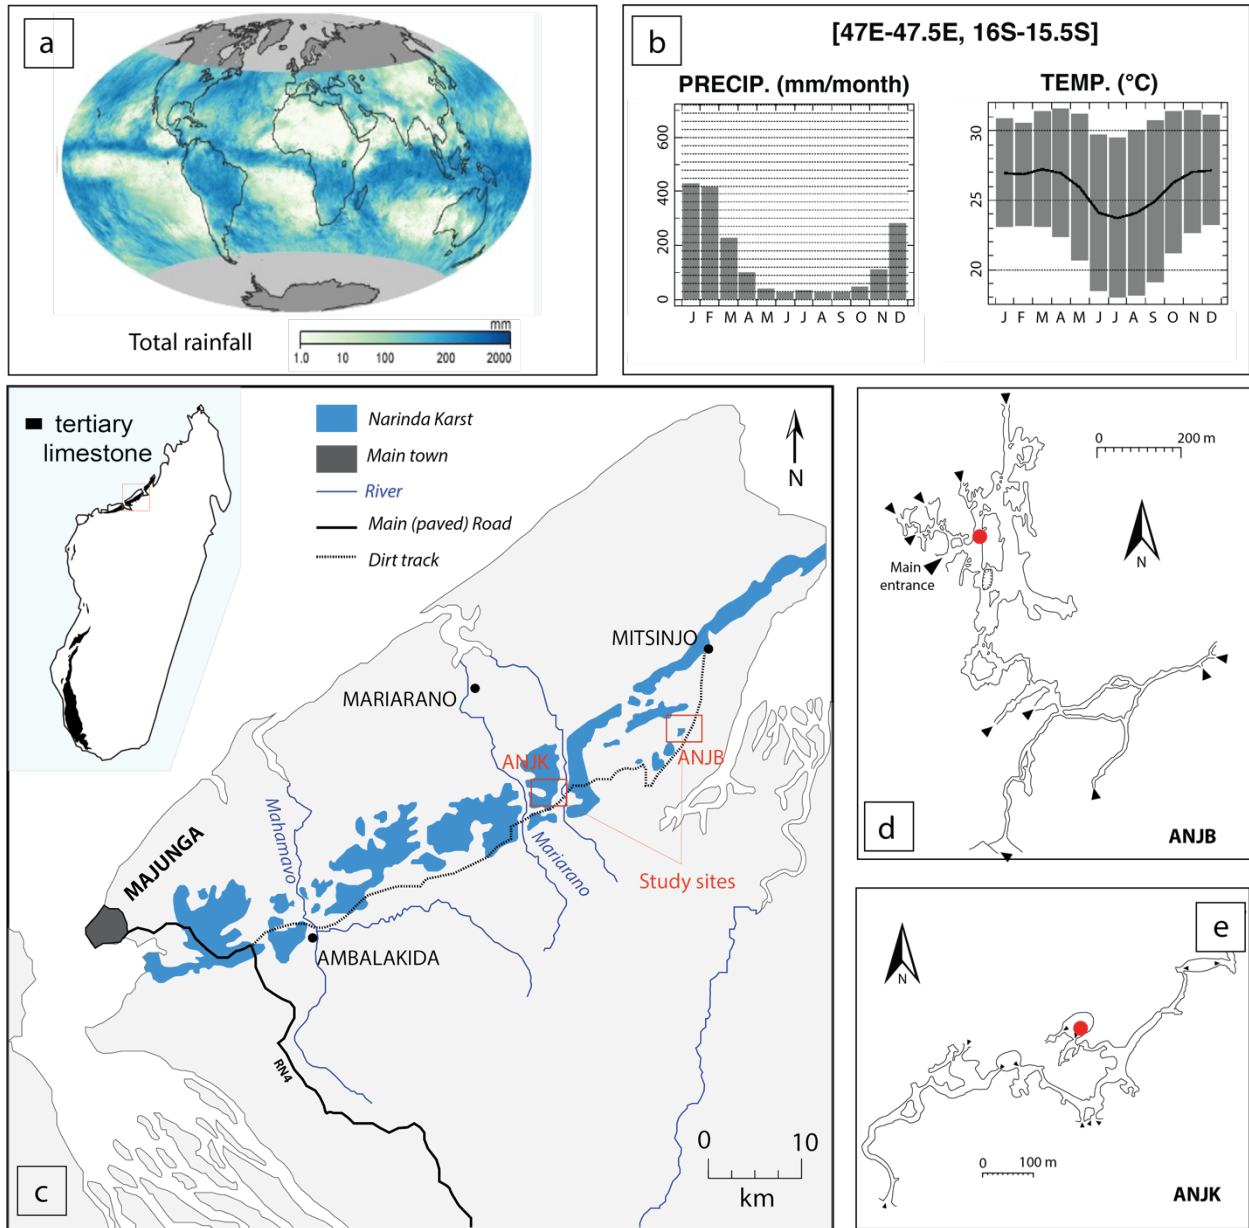 a
Total rainfall
mm
1.0 10 100 200 2000
b
[47E-47.5E, 16S-15.5S]
PRECIP. (mm/month)
600
400
200
0
J F M A M J J A S O N D
TEMP. (°C)
30
25
20
J F M A M J J A S O N D
tertiary
limestone
Narinda Karst
Main town
River
Main (paved) Road
Dirt track
N
MITSINJO
MARIARANO
ANJK
ANJB
Mahamavo
Mariarano
MAJUNGA
Study sites
AMBALAKIDA
RN4
0 10
km
c
0 200 m
N
Main
entrance
d
ANJB
e
N
0 100 m
ANJK